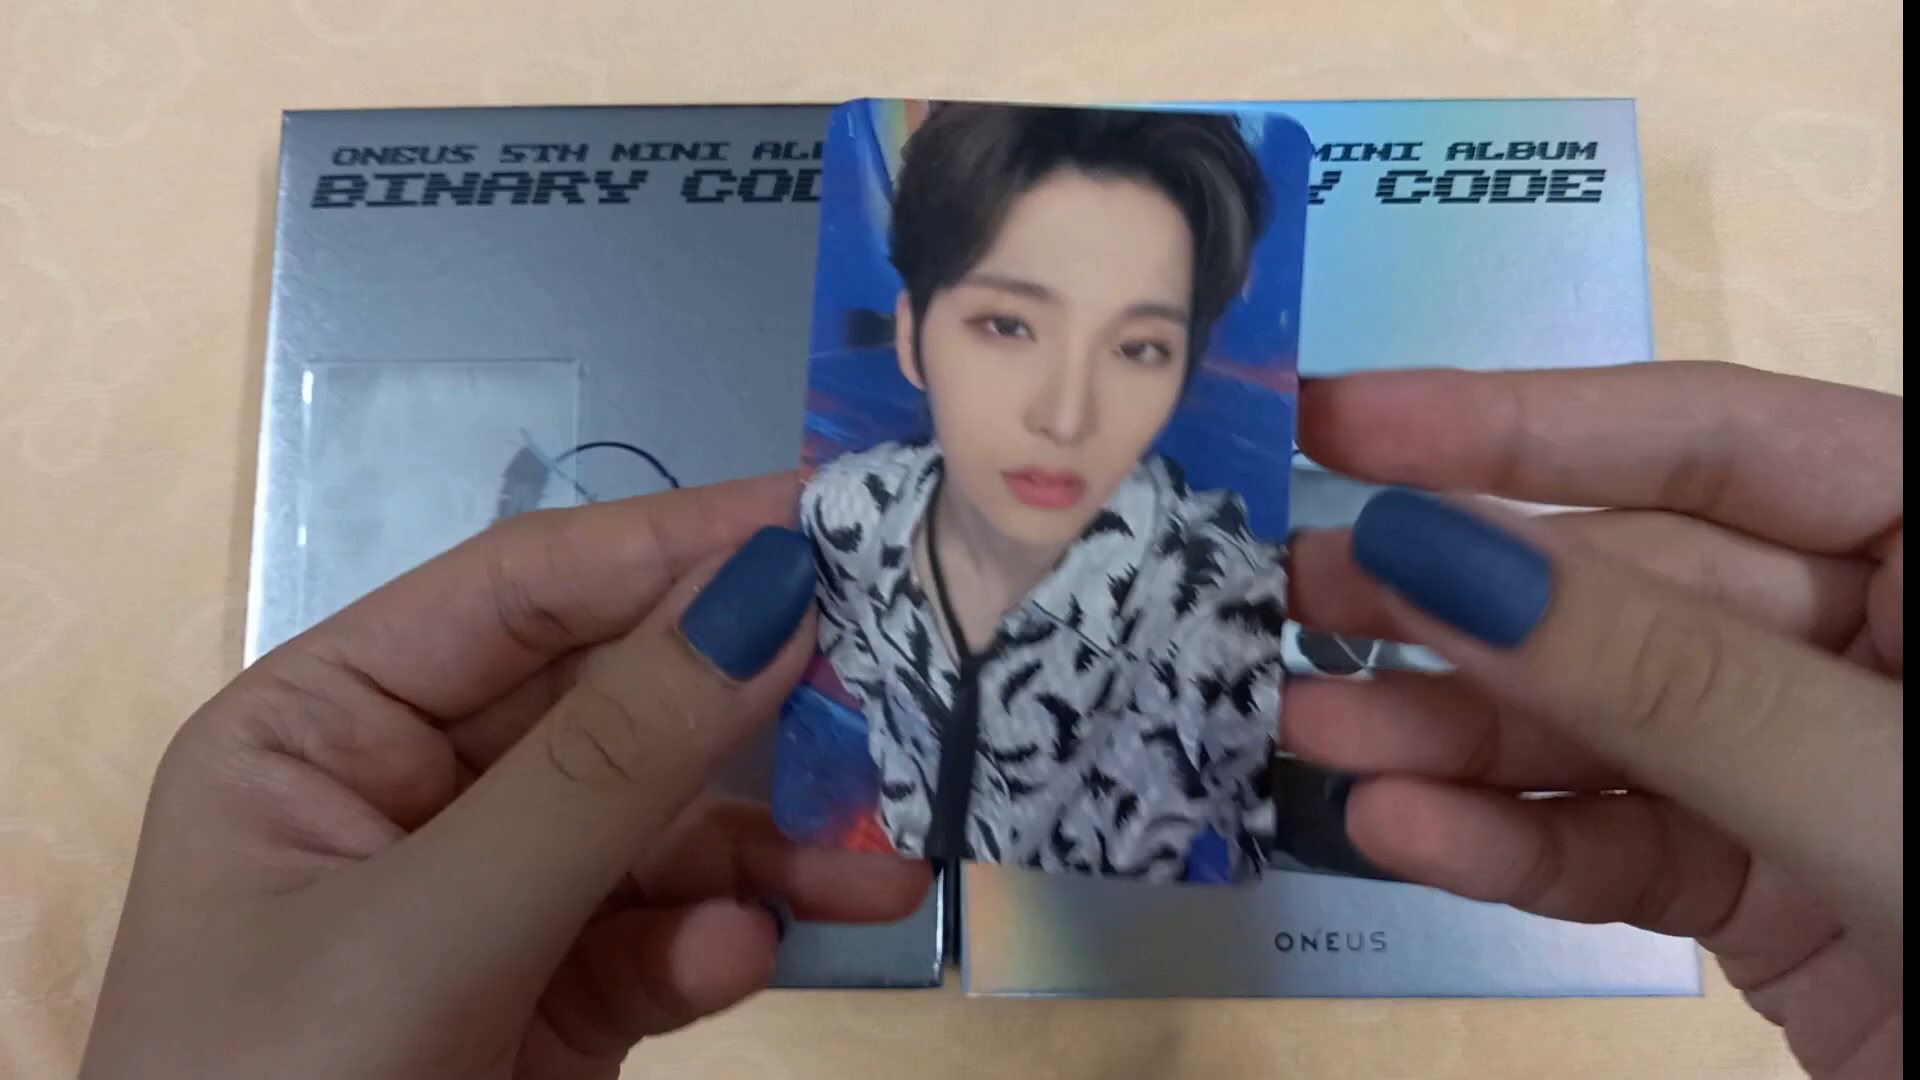 ONEUS 5TH MINI AL
BINARY COD
MINI ALBUM
Y CODE
ONEUS